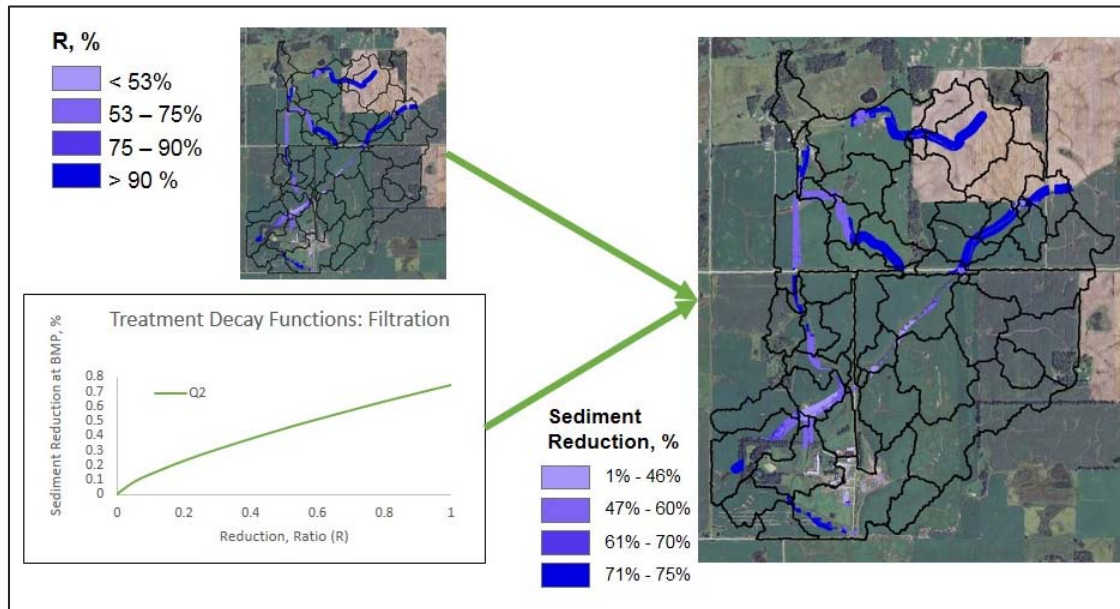 R, %
< 53%
53 – 75%
75 – 90%
> 90 %
Treatment Decay Functions: Filtration
Sediment Reduction at BMP, %
0.8
0.7
0.6
0.5
0.4
0.3
0.2
0.1
0
Q2
0
0.2
0.4
0.6
0.8
1
Reduction, Ratio (R)
Sediment
Reduction, %
1% - 46%
47% - 60%
61% - 70%
71% - 75%